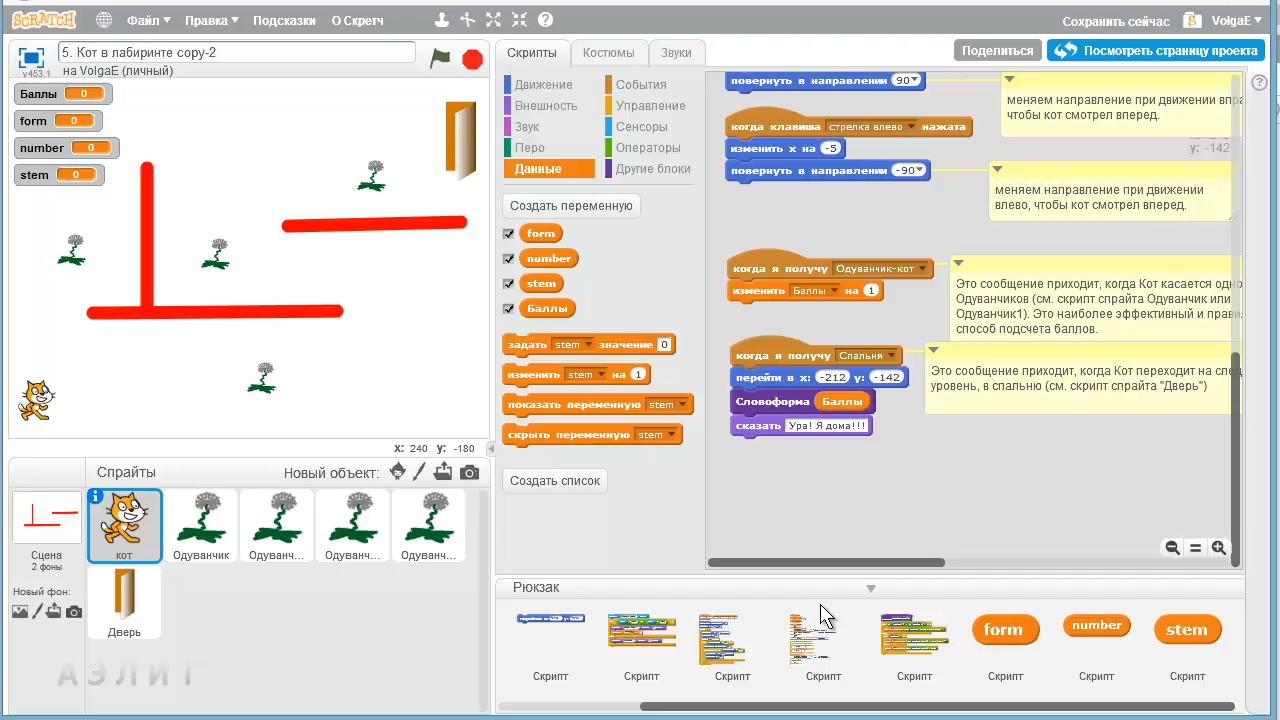 SCRATCH Файл Правка Подсказки О Скретч Сохранить сейчас VolgaE
5. Кот в лабиринте copy-2
на VolgaE (личный)
v453.1
Скрипты Костюмы Звуки
Поделиться Посмотреть страницу проекта
Баллы 0
form 0
number 0
stem 0
x: 240 y: -180
Движение События
Внешность Управление
Звук Сенсоры
Перо Операторы
Данные Другие блоки
Создать переменную
form
number
stem
Баллы
задать stem значение 0
изменить stem на 1
показать переменную stem
скрыть переменную stem
Создать список
повернуть в направлении 90
меняем направление при движении впра
чтобы кот смотрел вперед.
y: -142
когда клавиша стрелка влево нажата
изменить х на -5
повернуть в направлении -90
меняем направление при движении
влево, чтобы кот смотрел вперед.
когда я получу Одуванчик-кот
изменить Баллы на 1
Это сообщение приходит, когда Кот касается одно
Одуванчиков (см. скрипт спрайта Одуванчик или
Одуванчик1). Это наиболее эффективный и прави
способ подсчета баллов.
когда я получу Спальня
перейти в x: -212 y: -142
Словоформа Баллы
сказать Ура! Я дома!!!
Это сообщение приходит, когда Кот переходит на след
уровень, в спальню (см. скрипт спрайта "Дверь")
Спрайты Новый объект:
Сцена
2 фоны
Новый фон:
кот Одуванчик Одуванч... Одуванч... Одуванч...
Дверь
АЭЛИТ
Рюкзак
form number stem
Скрипт Скрипт Скрипт Скрипт Скрипт Скрипт Скрипт Скрипт